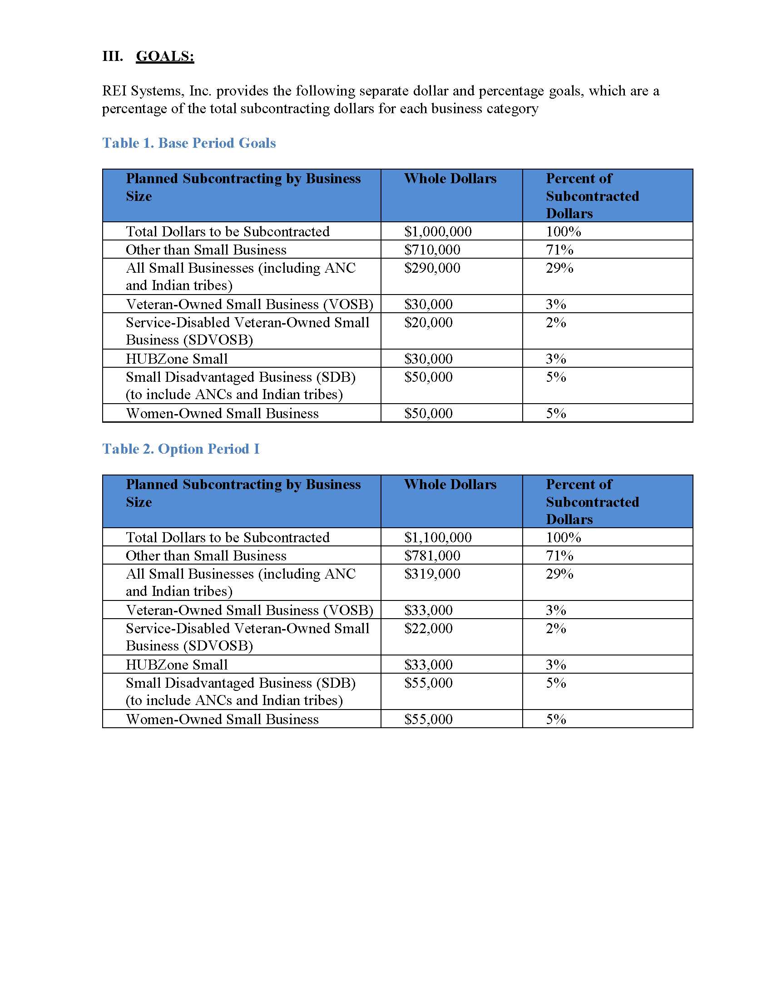 III. GOALS:
REI Systems, Inc. provides the following separate dollar and percentage goals, which are a
percentage of the total subcontracting dollars for each business category
Table 1. Base Period Goals
Planned Subcontracting by Business Size | Whole Dollars | Percent of Subcontracted Dollars
Total Dollars to be Subcontracted | $1,000,000 | 100%
Other than Small Business | $710,000 | 71%
All Small Businesses (including ANC and Indian tribes) | $290,000 | 29%
Veteran-Owned Small Business (VOSB) | $30,000 | 3%
Service-Disabled Veteran-Owned Small Business (SDVOSB) | $20,000 | 2%
HUBZone Small | $30,000 | 3%
Small Disadvantaged Business (SDB) (to include ANCs and Indian tribes) | $50,000 | 5%
Women-Owned Small Business | $50,000 | 5%
Table 2. Option Period I
Planned Subcontracting by Business Size | Whole Dollars | Percent of Subcontracted Dollars
Total Dollars to be Subcontracted | $1,100,000 | 100%
Other than Small Business | $781,000 | 71%
All Small Businesses (including ANC and Indian tribes) | $319,000 | 29%
Veteran-Owned Small Business (VOSB) | $33,000 | 3%
Service-Disabled Veteran-Owned Small Business (SDVOSB) | $22,000 | 2%
HUBZone Small | $33,000 | 3%
Small Disadvantaged Business (SDB) (to include ANCs and Indian tribes) | $55,000 | 5%
Women-Owned Small Business | $55,000 | 5%